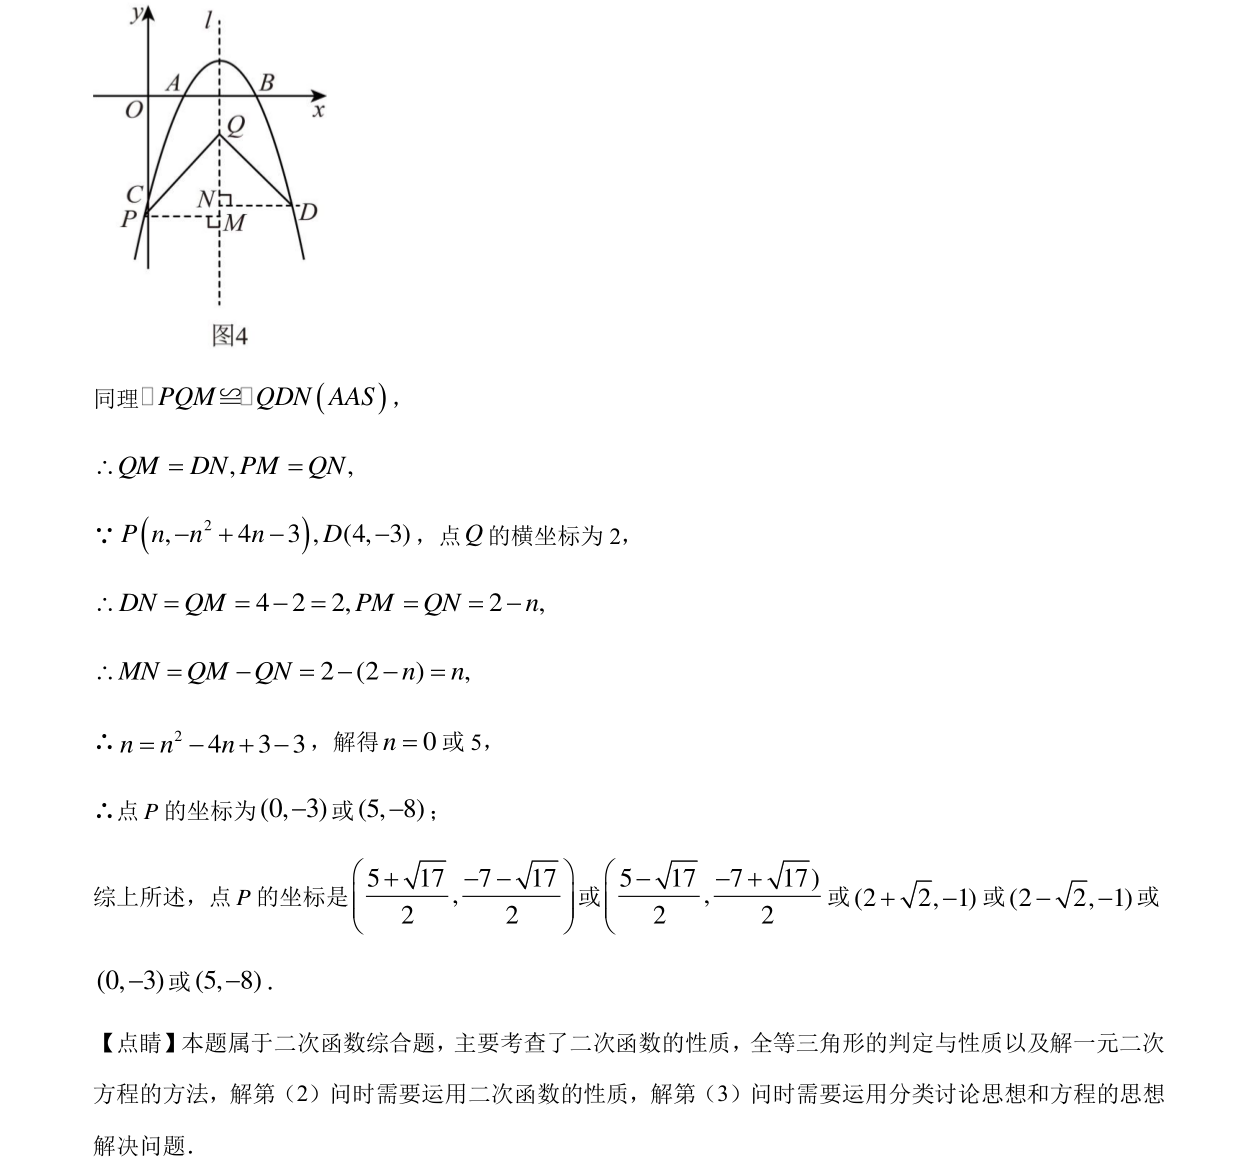 y l
Q
A B
O x
Q
C N
P M D
图4
同理□PQM≌□QDN(AAS),
∴QM = DN, PM = QN,
∵P(n,−n²+4n−3), D(4,−3)，点Q的横坐标为2，
∴DN = QM = 4−2 = 2, PM = QN = 2−n,
∴MN = QM − QN = 2−(2−n) = n,
∴n = n²−4n+3−3，解得n=0或5，
∴点P的坐标为(0,−3)或(5,−8)；
综上所述，点P的坐标是((5+√17)/2, (−7−√17)/2)或((5−√17)/2, (−7+√17)/2)或(2+√2,−1)或(2−√2,−1)或
(0,−3)或(5,−8)．
【点睛】本题属于二次函数综合题，主要考查了二次函数的性质，全等三角形的判定与性质以及解一元二次
方程的方法，解第（2）问时需要运用二次函数的性质，解第（3）问时需要运用分类讨论思想和方程的思想
解决问题．